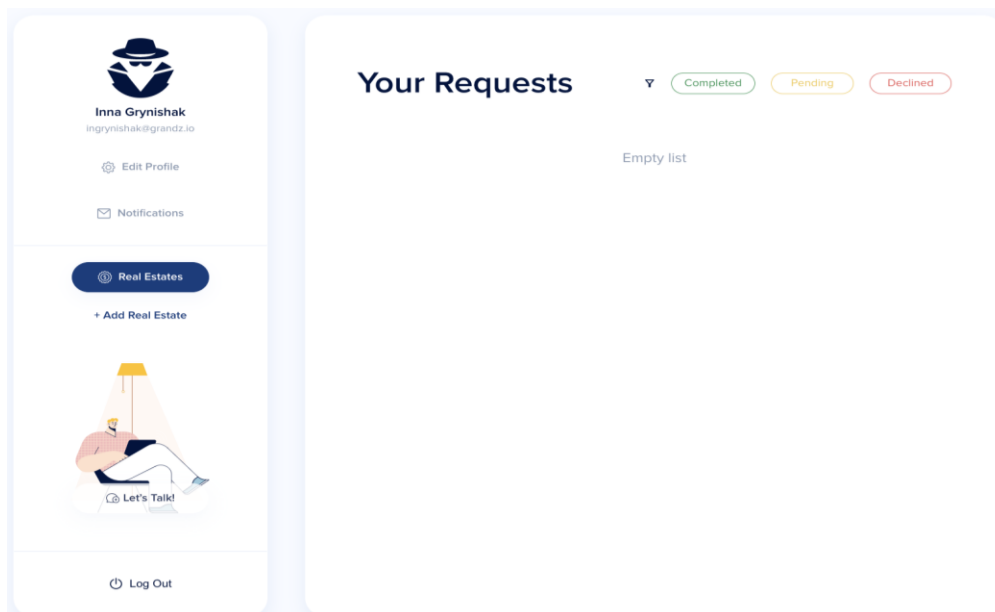 Inna Grynishak
ingrynishak@grandz.io
Edit Profile
Notifications
Real Estates
+ Add Real Estate
Let's Talk!
Log Out
Your Requests
Completed
Pending
Declined
Empty list